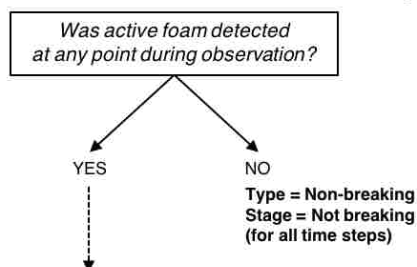 Was active foam detected
at any point during observation?
YES
NO
Type = Non-breaking
Stage = Not breaking
(for all time steps)